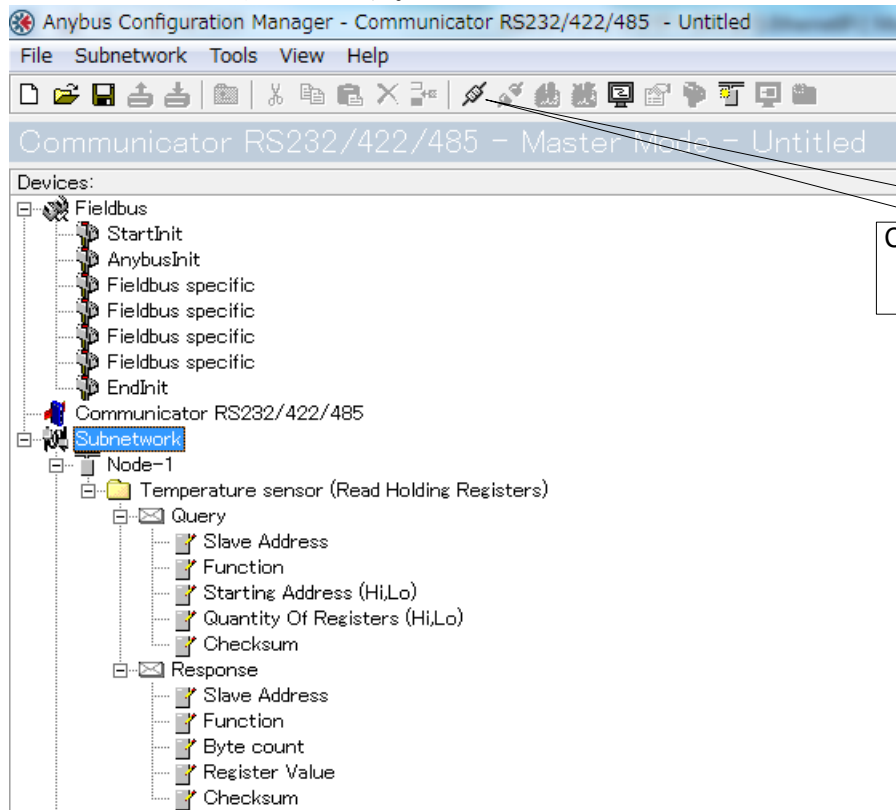 Anybus Configuration Manager - Communicator RS232/422/485 - Untitled
File Subnetwork Tools View Help
Communicator RS232/422/485 - Master Mode - Untitled
Devices:
Fieldbus
StartInit
AnybusInit
Fieldbus specific
Fieldbus specific
Fieldbus specific
Fieldbus specific
EndInit
Communicator RS232/422/485
Subnetwork
Node-1
Temperature sensor (Read Holding Registers)
Query
Slave Address
Function
Starting Address (Hi,Lo)
Quantity Of Registers (Hi,Lo)
Checksum
Response
Slave Address
Function
Byte count
Register Value
Checksum